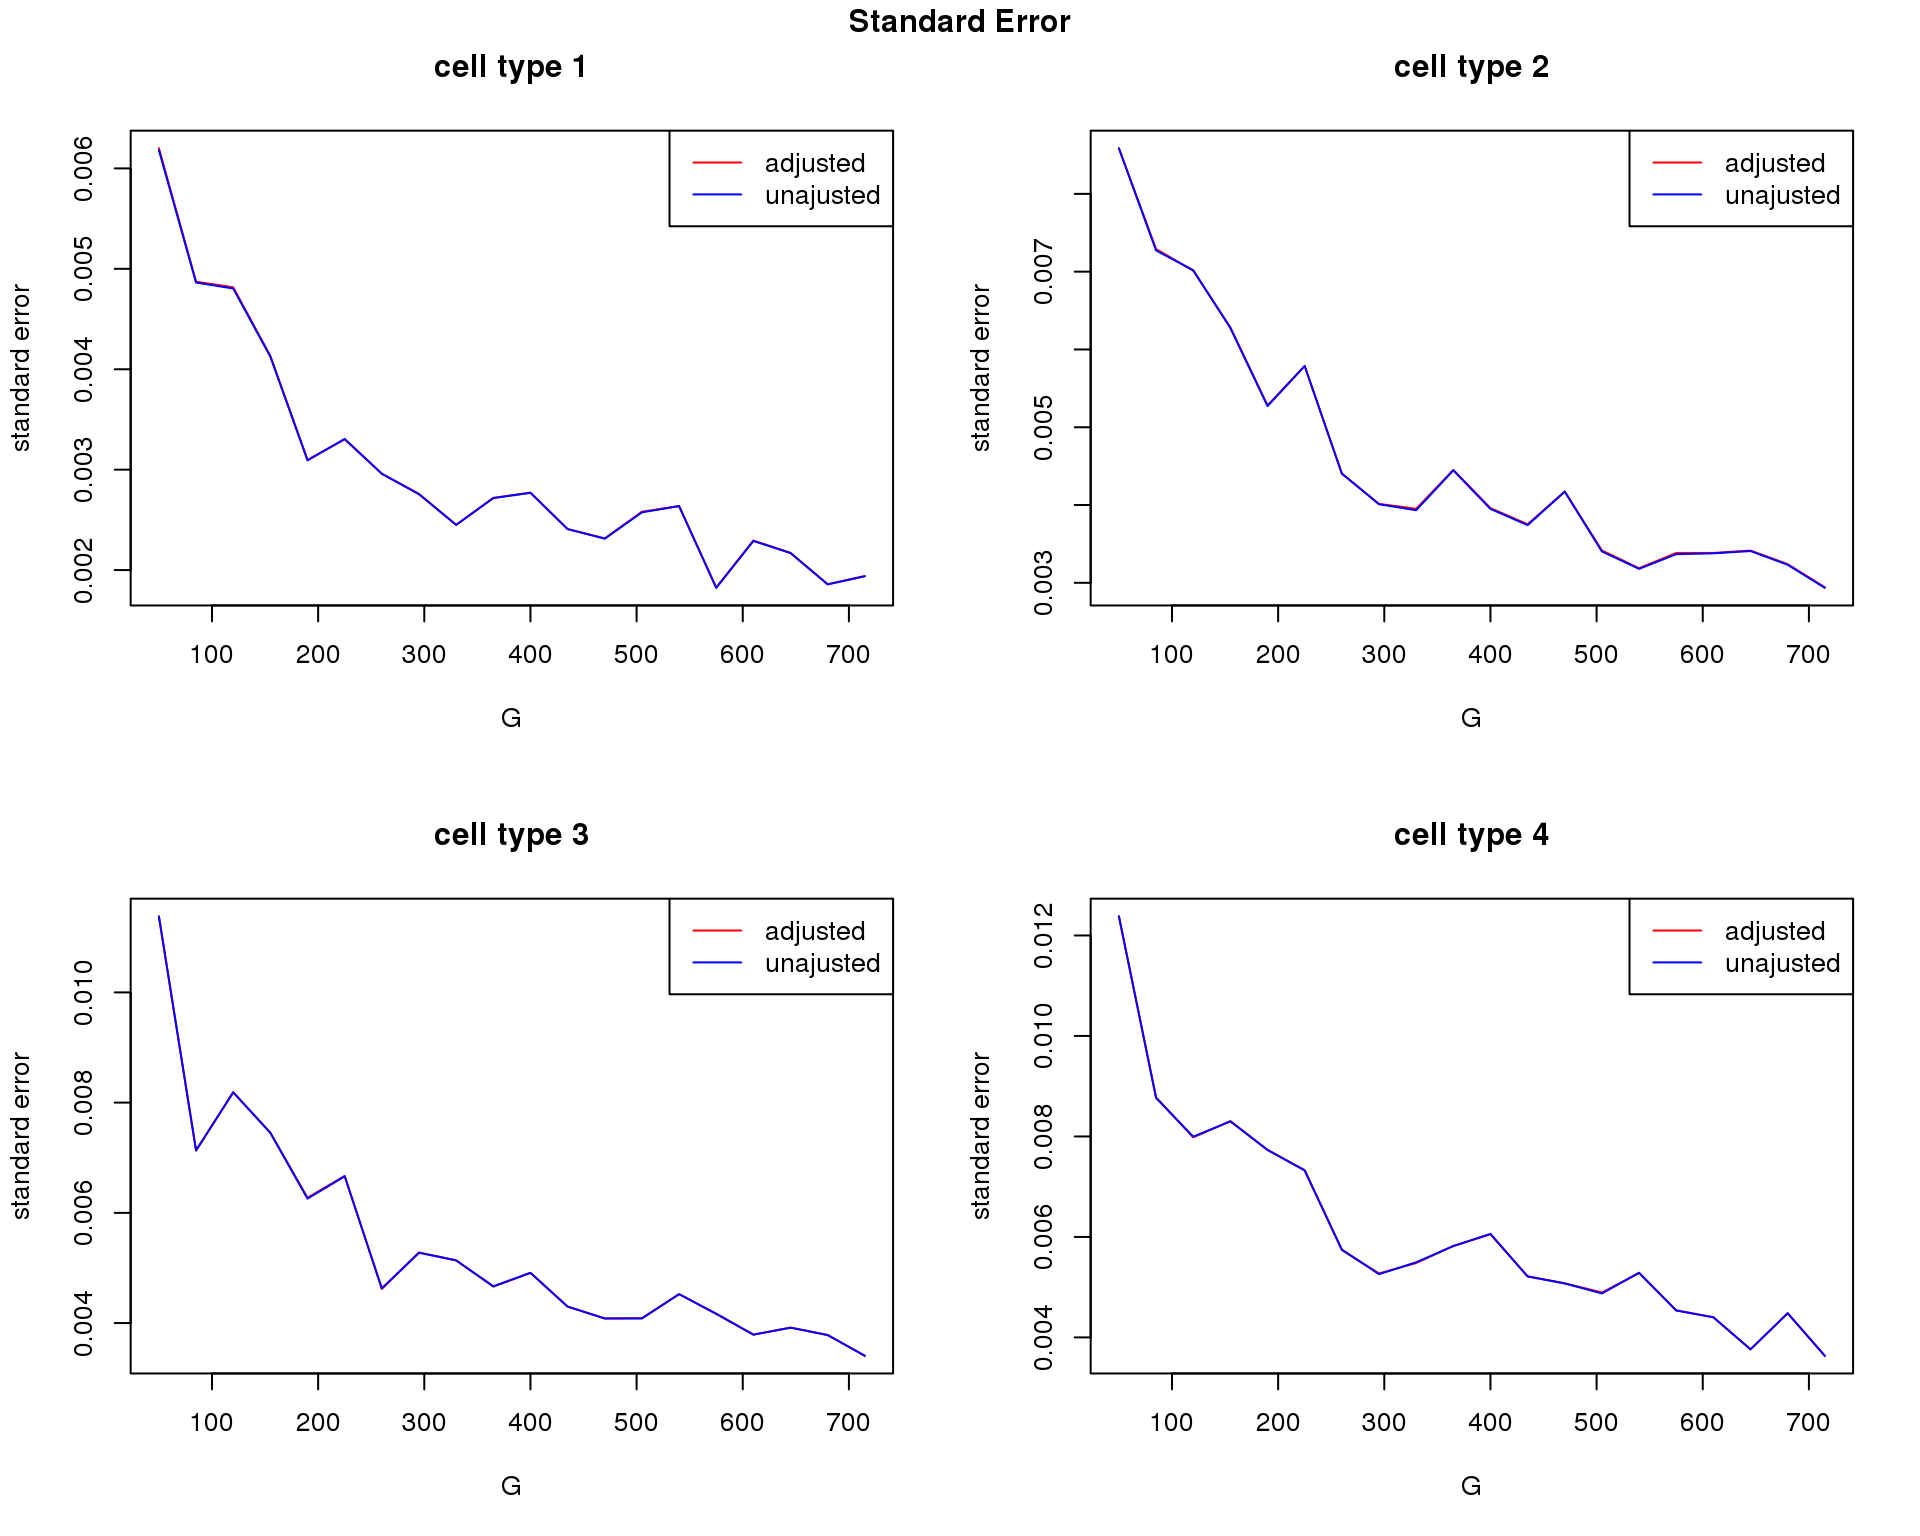 Standard Error
cell type 1
adjusted
unajusted
standard error
0.006
0.005
0.004
0.003
0.002
100 200 300 400 500 600 700
G
cell type 2
adjusted
unajusted
standard error
0.007
0.005
0.003
100 200 300 400 500 600 700
G
cell type 3
adjusted
unajusted
standard error
0.010
0.008
0.006
0.004
100 200 300 400 500 600 700
G
cell type 4
adjusted
unajusted
standard error
0.012
0.010
0.008
0.006
0.004
100 200 300 400 500 600 700
G